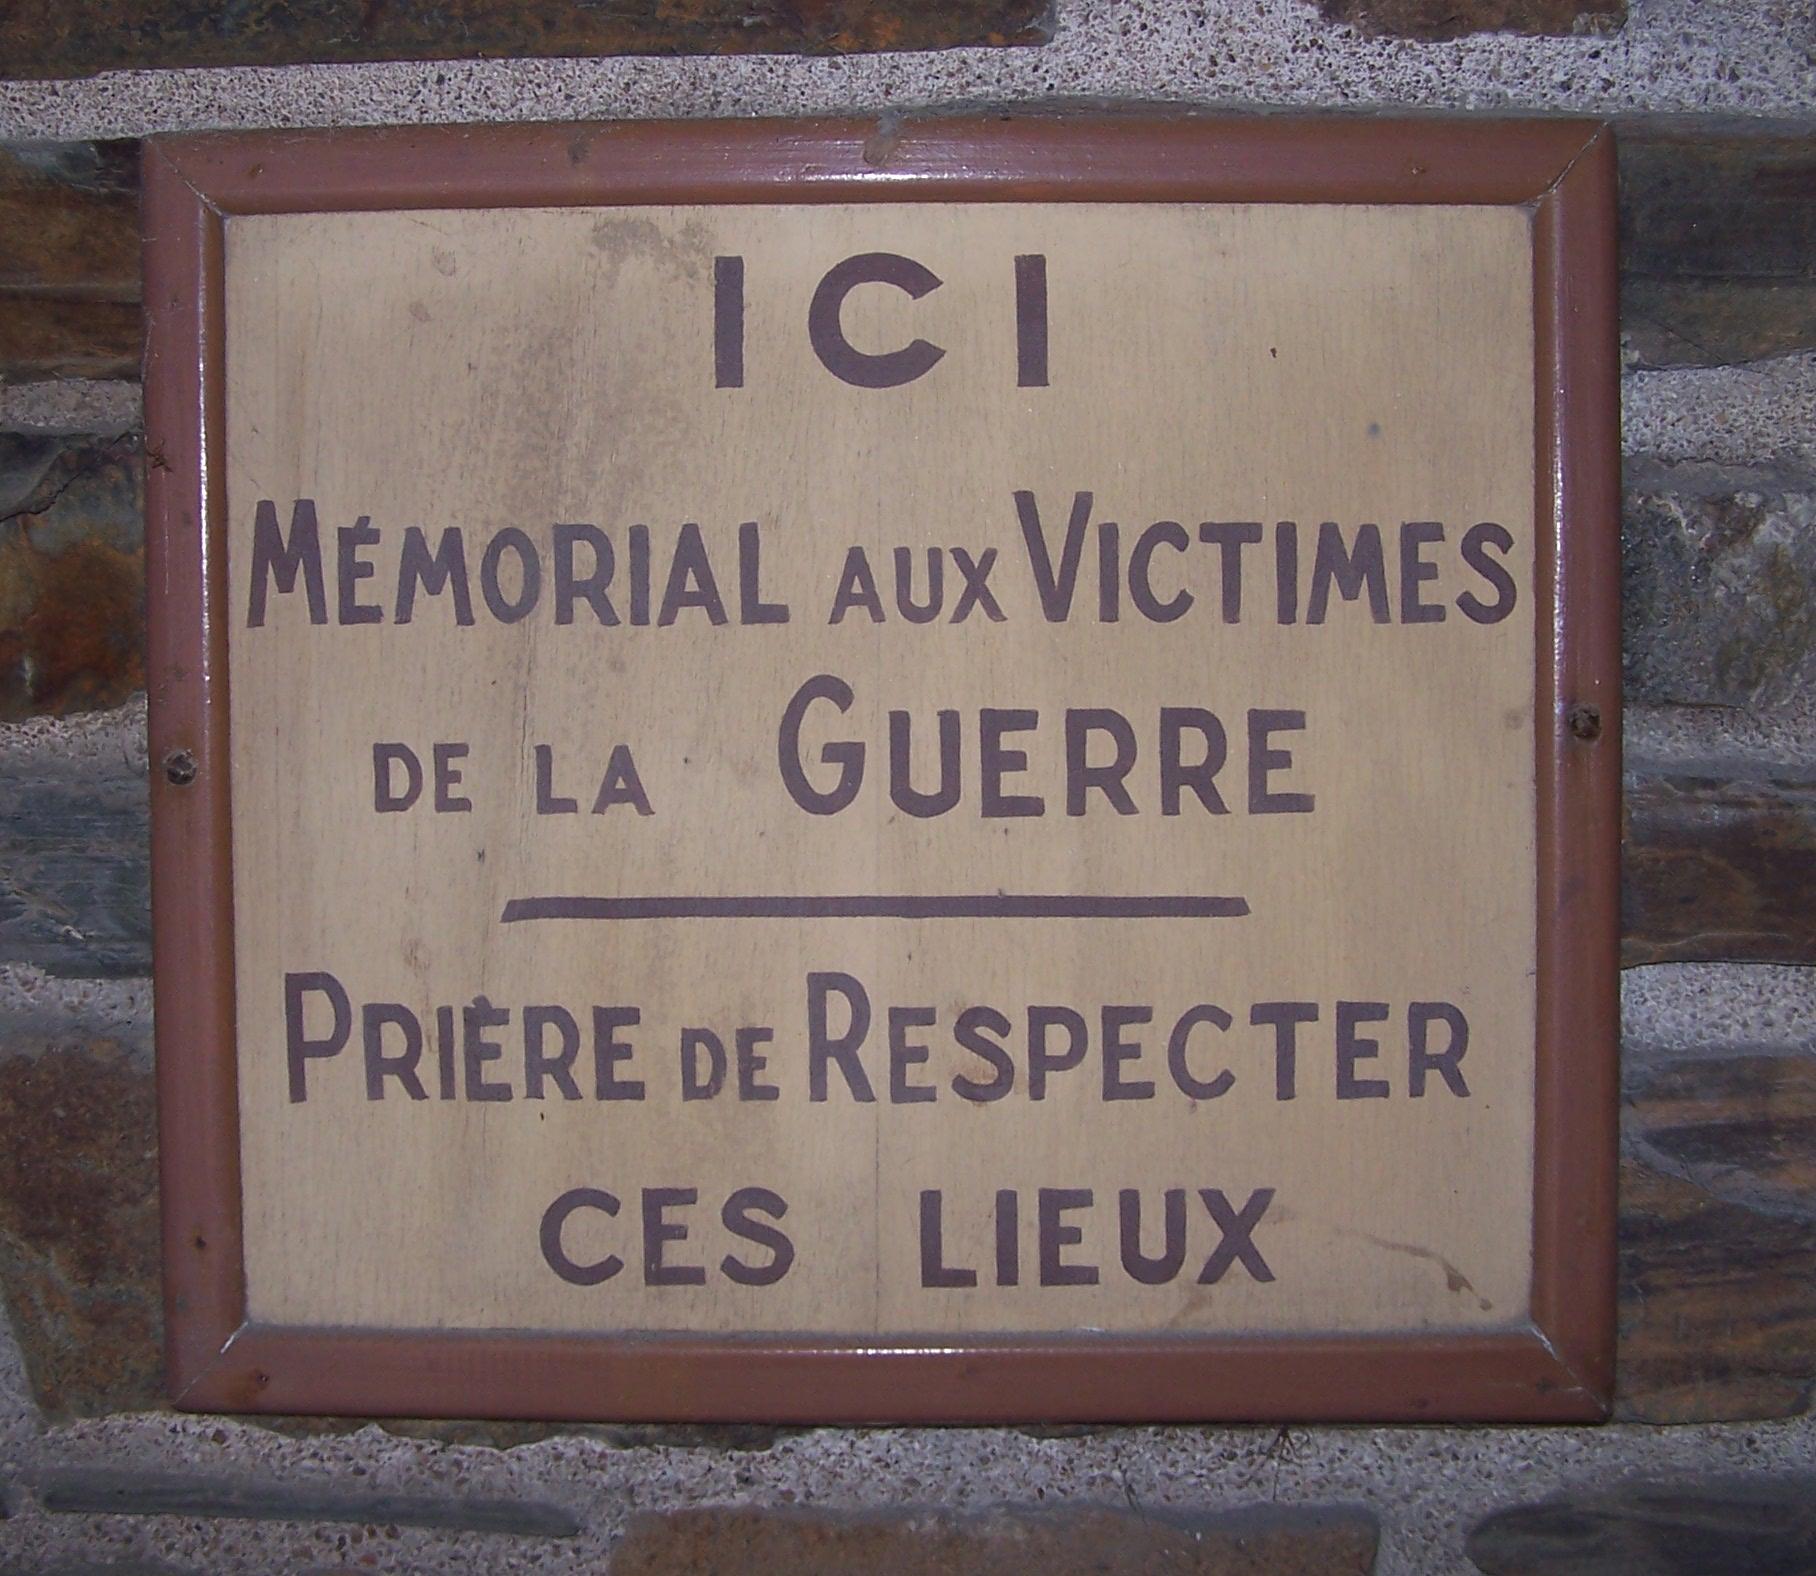 ICI
MÉMORIAL AUX VICTIMES
DE LA GUERRE
PRIÈRE DE RESPECTER
CES LIEUX